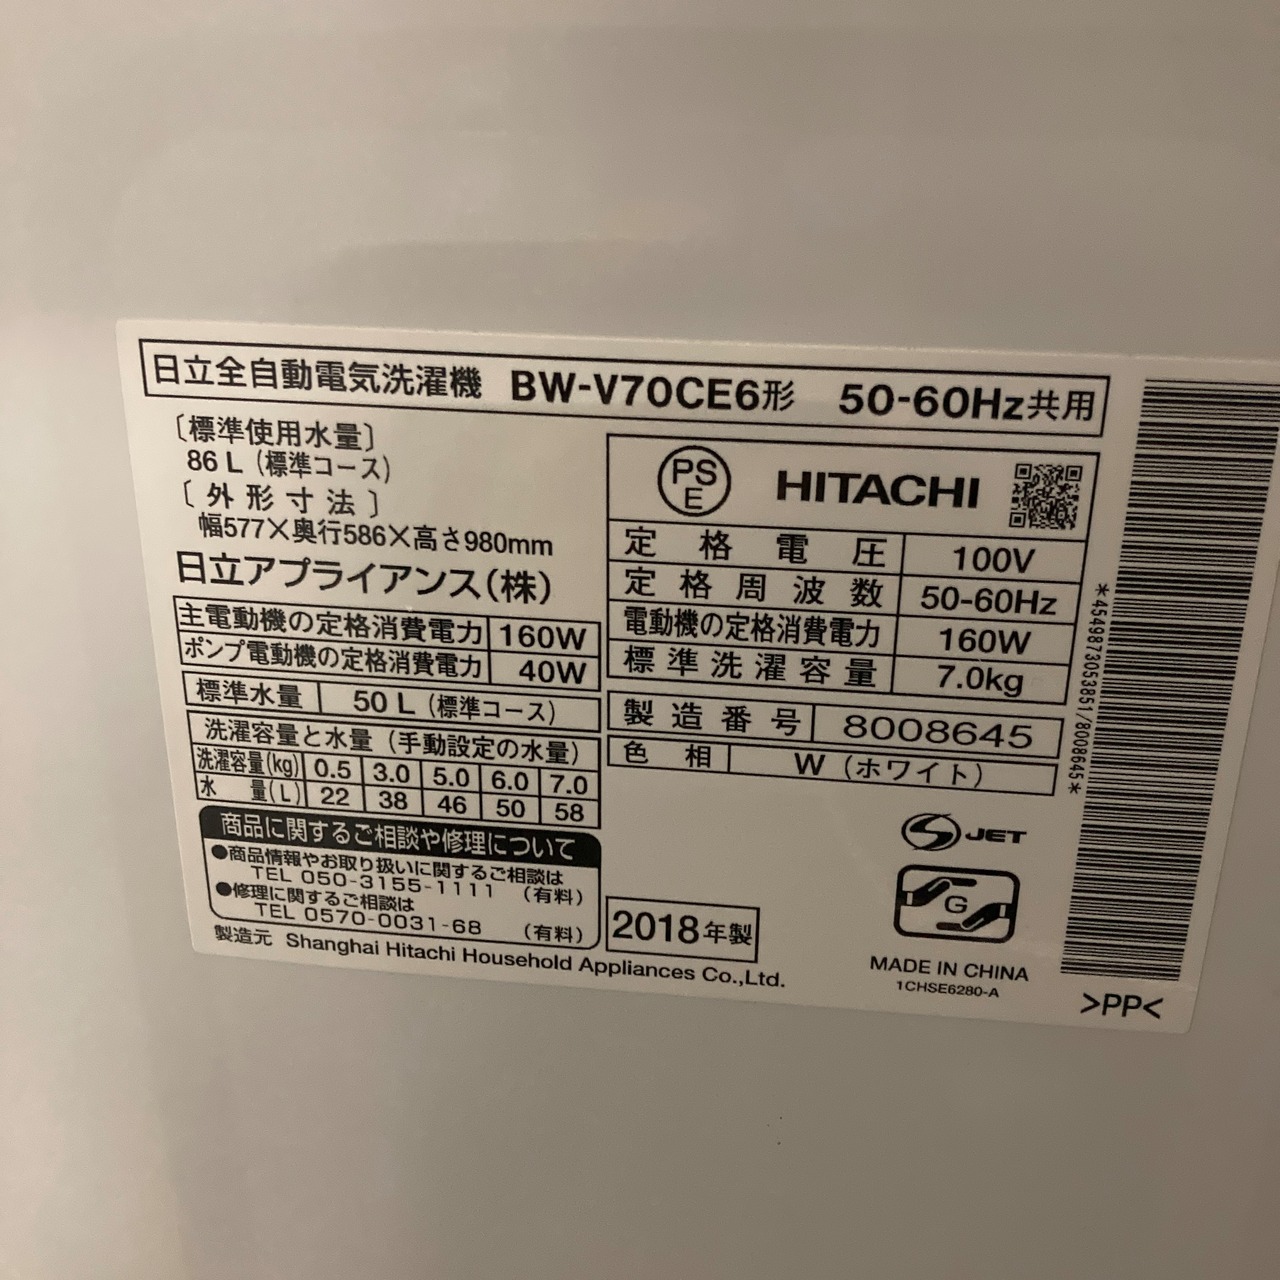 日立全自動電気洗濯機 BW-V70CE6形 50-60Hz共用
〔標準使用水量〕
86 L (標準コース)
〔外形寸法〕
幅577×奥行586×高さ980mm
日立アプライアンス(株)
主電動機の定格消費電力 160W
ポンプ電動機の定格消費電力 40W
標準水量 50 L (標準コース)
洗濯容量と水量 (手動設定の水量)
洗濯容量(kg) 0.5 3.0 5.0 6.0 7.0
水量(L) 22 38 46 50 58
商品に関するご相談や修理について
●商品情報やお取り扱いに関するご相談は
TEL 050-3155-1111 (有料)
●修理に関するご相談は
TEL 0570-0031-68 (有料)
製造元 Shanghai Hitachi Household Appliances Co.,Ltd.
PS
E
HITACHI
定格電圧 100V
定格周波数 50-60Hz
電動機の定格消費電力 160W
標準洗濯容量 7.0kg
製造番号 8008645
色相 W (ホワイト)
2018年製
S JET
G
MADE IN CHINA
1CHSE6280-A
*4549873053851/8008645*
>PP<